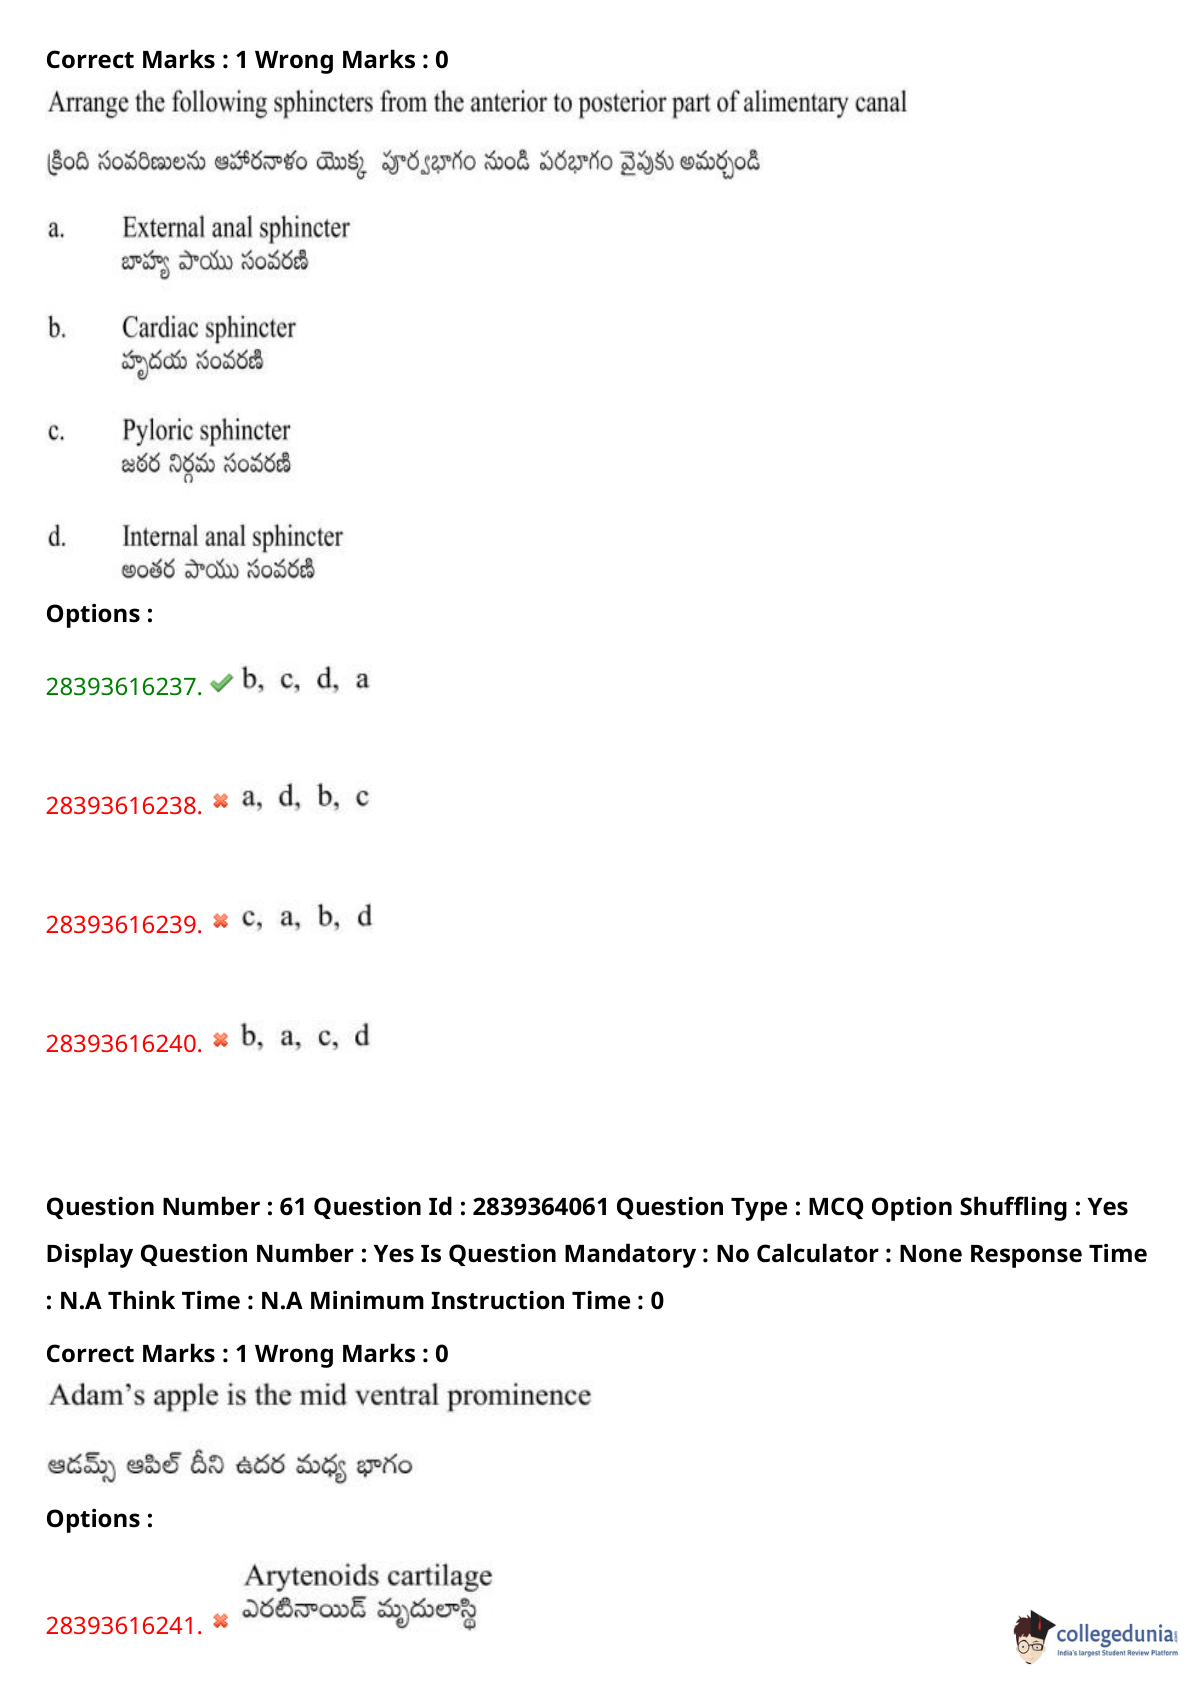 Correct Marks : 1 Wrong Marks : 0
Arrange the following sphincters from the anterior to posterior part of alimentary canal
క్రింది సంవరిణులను ఆహారనాళం యొక్క పూర్వభాగం నుండి పరభాగం వైపుకు అమర్చండి
a. External anal sphincter
బాహ్య పాయు సంవరణి
b. Cardiac sphincter
హృదయ సంవరణి
c. Pyloric sphincter
జఠర నిర్గమ సంవరణి
d. Internal anal sphincter
అంతర పాయు సంవరణి
Options :
28393616237. b, c, d, a
28393616238. a, d, b, c
28393616239. c, a, b, d
28393616240. b, a, c, d
Question Number : 61 Question Id : 2839364061 Question Type : MCQ Option Shuffling : Yes
Display Question Number : Yes Is Question Mandatory : No Calculator : None Response Time
: N.A Think Time : N.A Minimum Instruction Time : 0
Correct Marks : 1 Wrong Marks : 0
Adam's apple is the mid ventral prominence
ఆడమ్స్ ఆపిల్ దీని ఉదర మధ్య భాగం
Options :
Arytenoids cartilage
ఎరటినాయిడ్ మృదులాస్థి
28393616241.
collegedunia
India's largest Student Review Platform